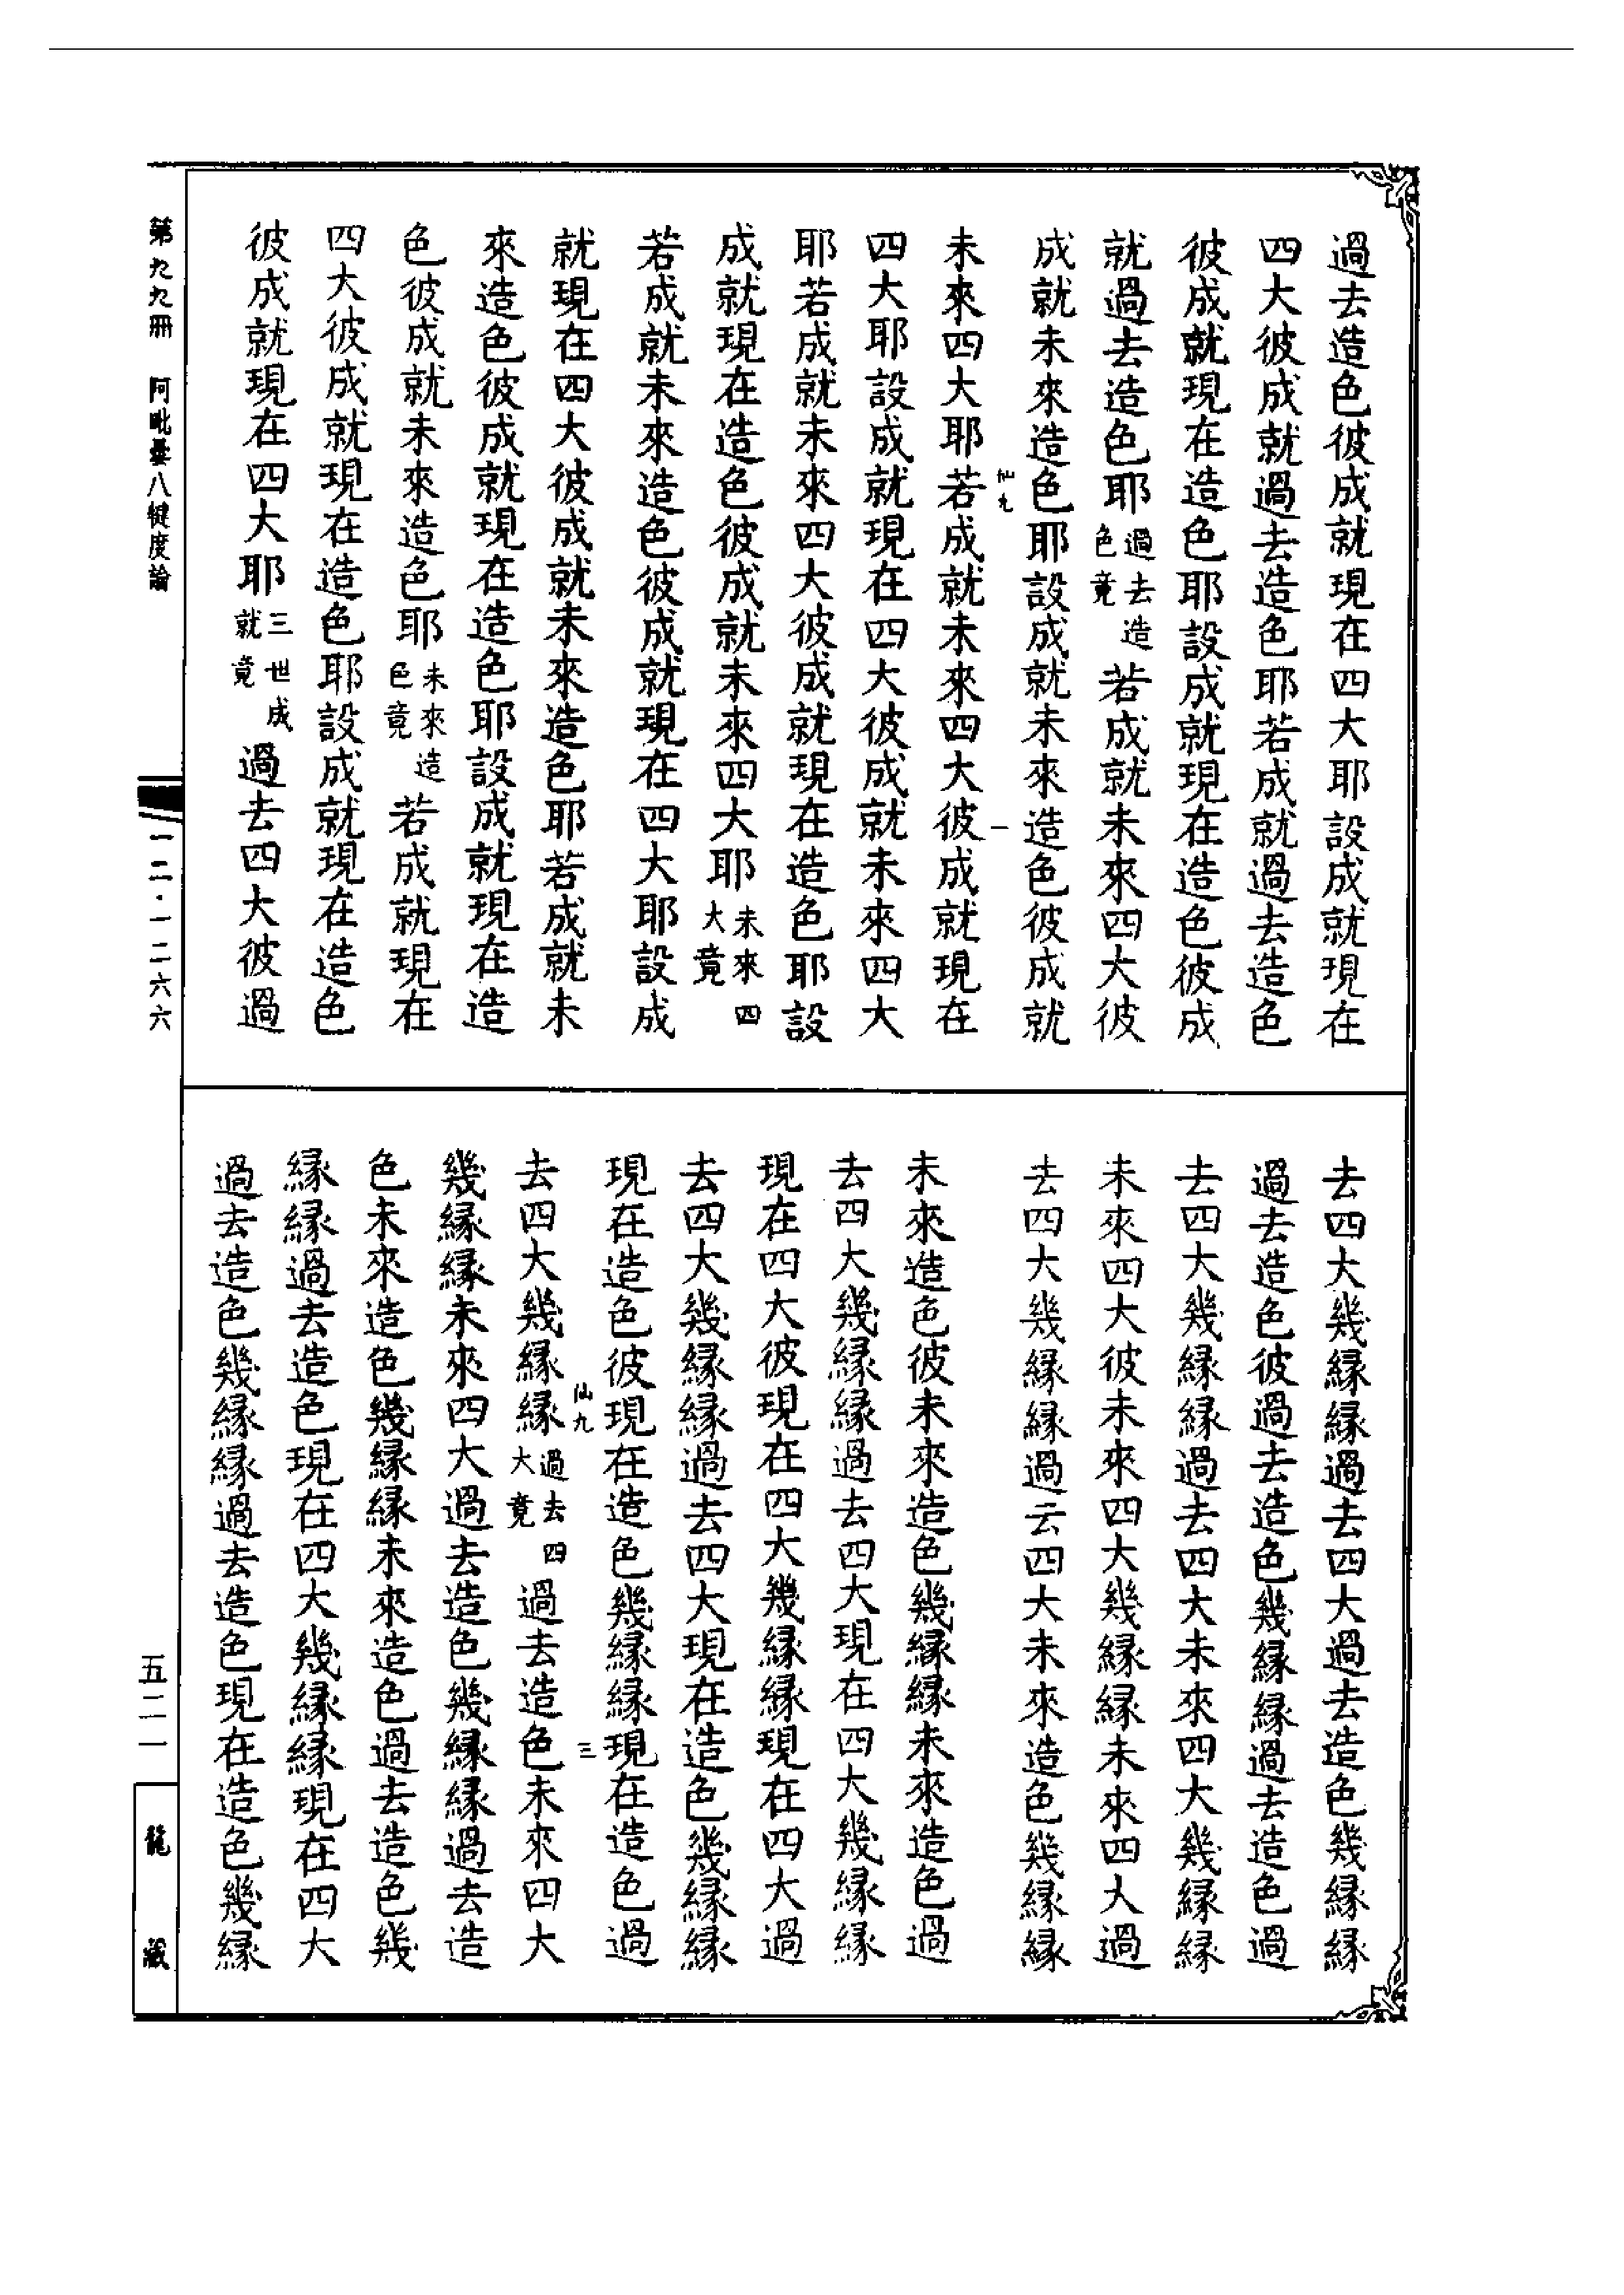 過去造色彼成就現在四大耶設成就現在
四大彼成就過去造色耶若成就過去造色
彼成就現在造色耶設成就現在造色彼成
就過去造色耶過去造色竟若成就未來四大彼
成就未來造色耶設成就未來造色彼成就
未來四大耶若成就未來四大彼成就現在
仙九 一
四大耶設成就現在四大彼成就未來四大
耶若成就未來四大彼成就現在造色耶設
成就現在造色彼成就未來四大耶未來四大竟
若成就未來造色彼成就現在四大耶設成
就現在四大彼成就未來造色耶若成就未
來造色彼成就現在造色耶設成就現在造
色彼成就未來造色耶未來造色竟若成就現在
四大彼成就現在造色耶設成就現在造色
彼成就現在四大耶三世成就竟過去四大彼過
去四大幾緣緣過去四大過去造色幾緣緣
過去造色彼過去造色幾緣緣過去造色過
去四大幾緣緣過去四大未來四大幾緣緣
未來四大彼未來四大幾緣緣未來四大過
去四大幾緣緣過云四大未來造色幾緣緣
未來造色彼未來造色幾緣緣未來造色過
去四大幾緣緣過去四大現在四大幾緣緣
現在四大彼現在四大幾緣緣現在四大過
去四大幾緣緣過去四大現在造色幾緣緣
現在造色彼現在造色幾緣緣現在造色過
仙九 三
去四大幾緣緣過去四大竟過去造色未來四大
幾緣緣未來四大過去造色幾緣緣過去造
色未來造色幾緣緣未來造色過去造色幾
緣緣過去造色現在四大幾緣緣現在四大
過去造色幾緣緣過去造色現在造色幾緣
第九九冊 阿毗曇八犍度論
一二·一二六六
五二一
龍藏